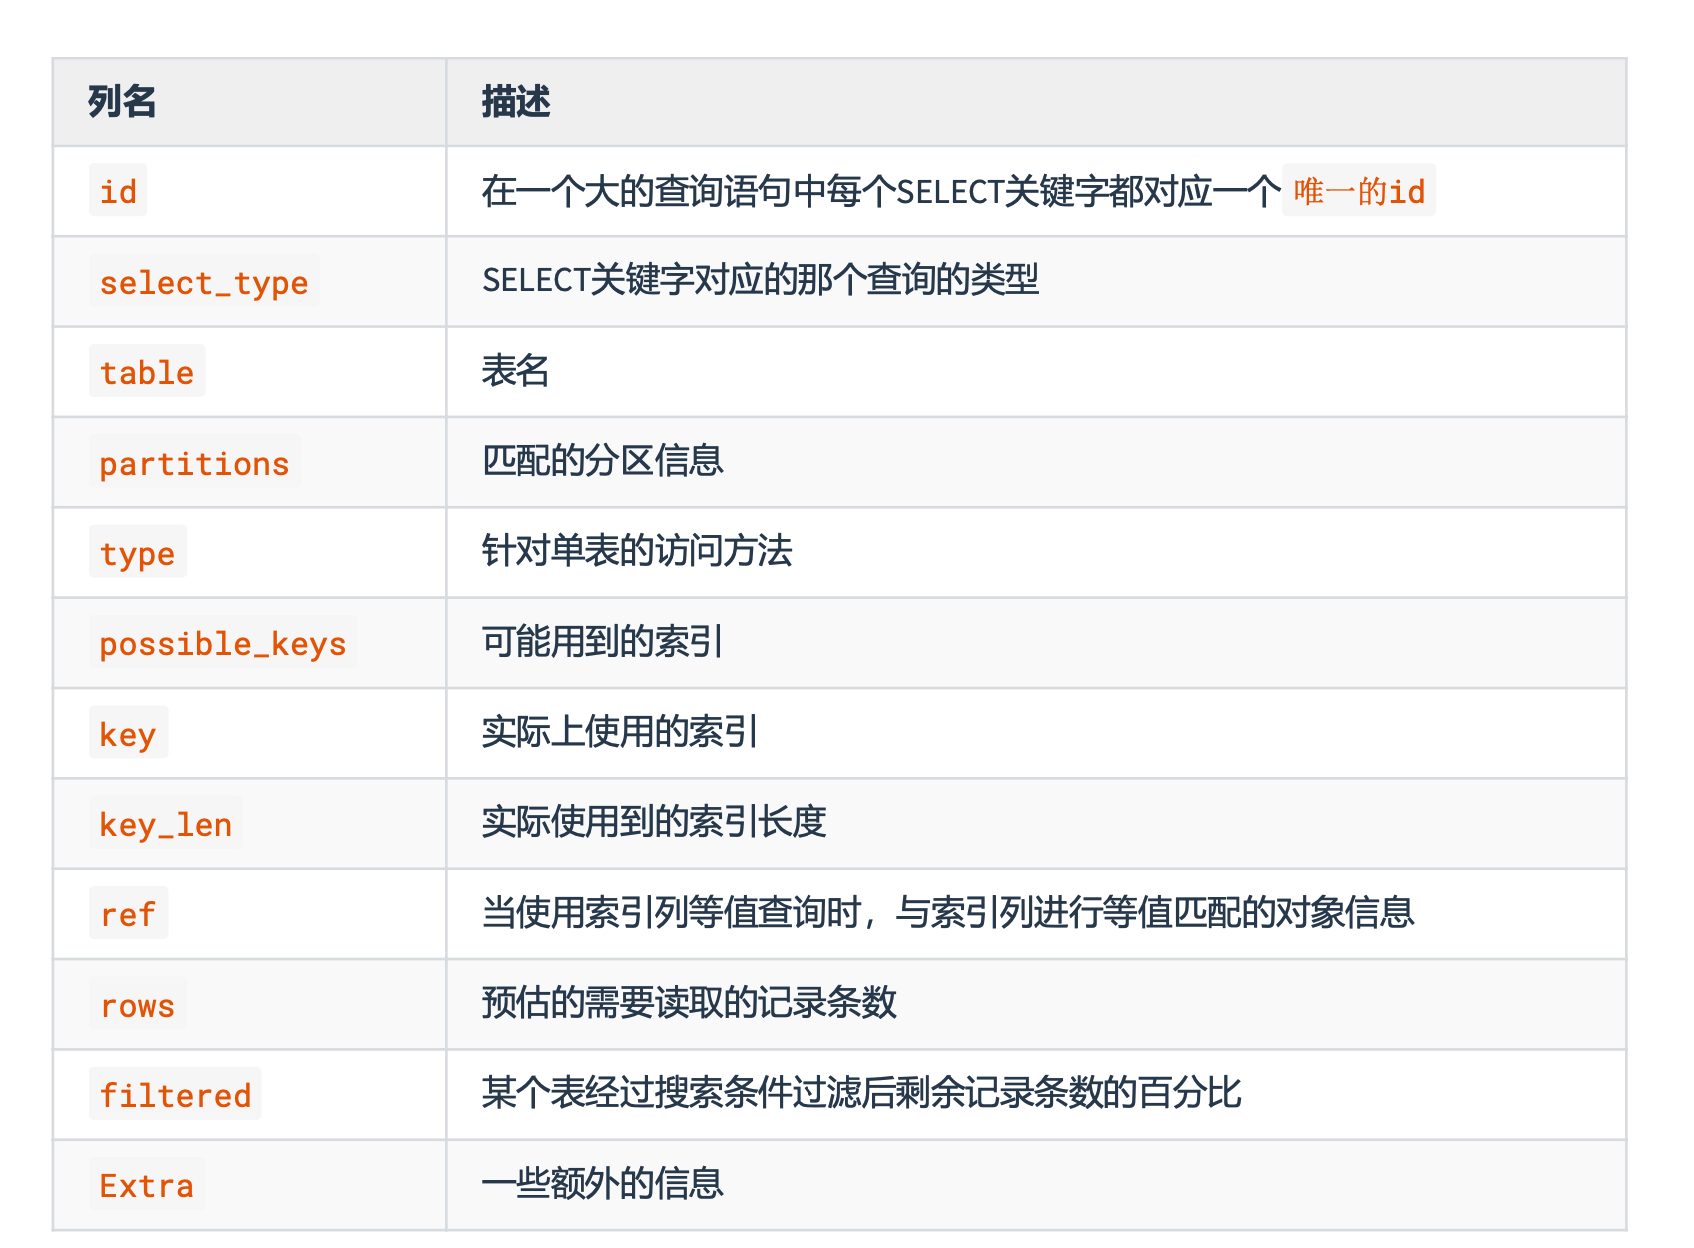 列名 描述
id 在一个大的查询语句中每个SELECT关键字都对应一个 唯一的id
select_type SELECT关键字对应的那个查询的类型
table 表名
partitions 匹配的分区信息
type 针对单表的访问方法
possible_keys 可能用到的索引
key 实际上使用的索引
key_len 实际使用到的索引长度
ref 当使用索引列等值查询时，与索引列进行等值匹配的对象信息
rows 预估的需要读取的记录条数
filtered 某个表经过搜索条件过滤后剩余记录条数的百分比
Extra 一些额外的信息